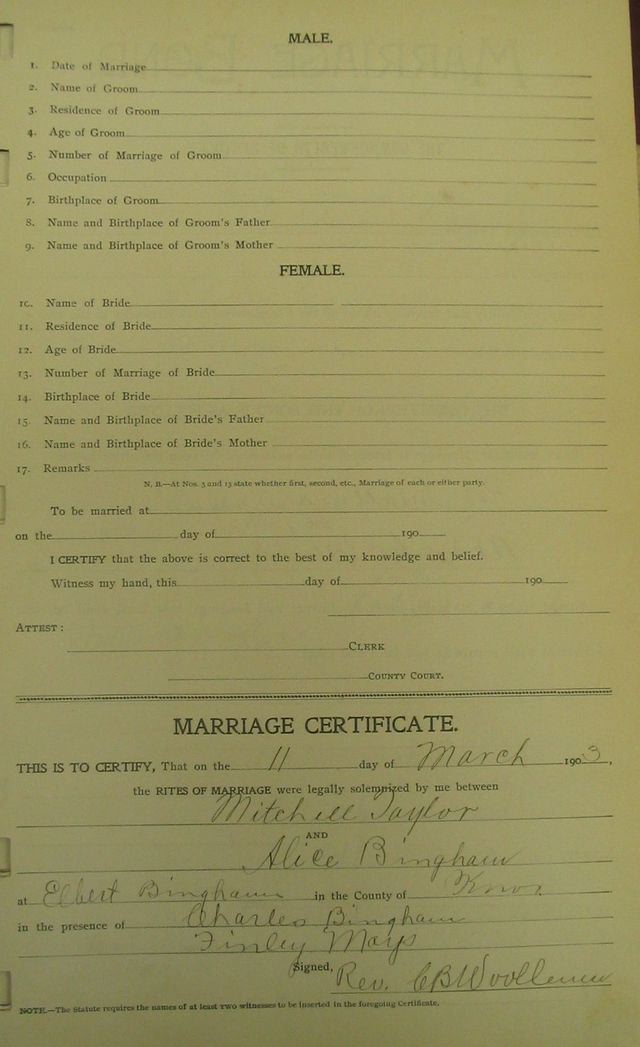 MALE.
1. Date of Marriage
2. Name of Groom
3. Residence of Groom
4. Age of Groom
5. Number of Marriage of Groom
6. Occupation
7. Birthplace of Groom
8. Name and Birthplace of Groom's Father
9. Name and Birthplace of Groom's Mother
FEMALE.
10. Name of Bride
11. Residence of Bride
12. Age of Bride
13. Number of Marriage of Bride
14. Birthplace of Bride
15. Name and Birthplace of Bride's Father
16. Name and Birthplace of Bride's Mother
17. Remarks
N. B.—At Nos. 5 and 13 state whether first, second, etc., Marriage of each or either party.
To be married at
on the day of 190
I CERTIFY that the above is correct to the best of my knowledge and belief.
Witness my hand, this day of 190
ATTEST:
CLERK
COUNTY COURT.
MARRIAGE CERTIFICATE.
THIS IS TO CERTIFY, That on the 11 day of March 1903,
the RITES OF MARRIAGE were legally solemnized by me between
Mitchell Taylor
AND
Alice Bingham
at Elbert Bingham in the County of Knox
in the presence of Charles Bingham
Finley Mays
Signed, Rev. CB
NOTE.—The Statute requires the names of at least two witnesses to be inserted in the foregoing Certificate.